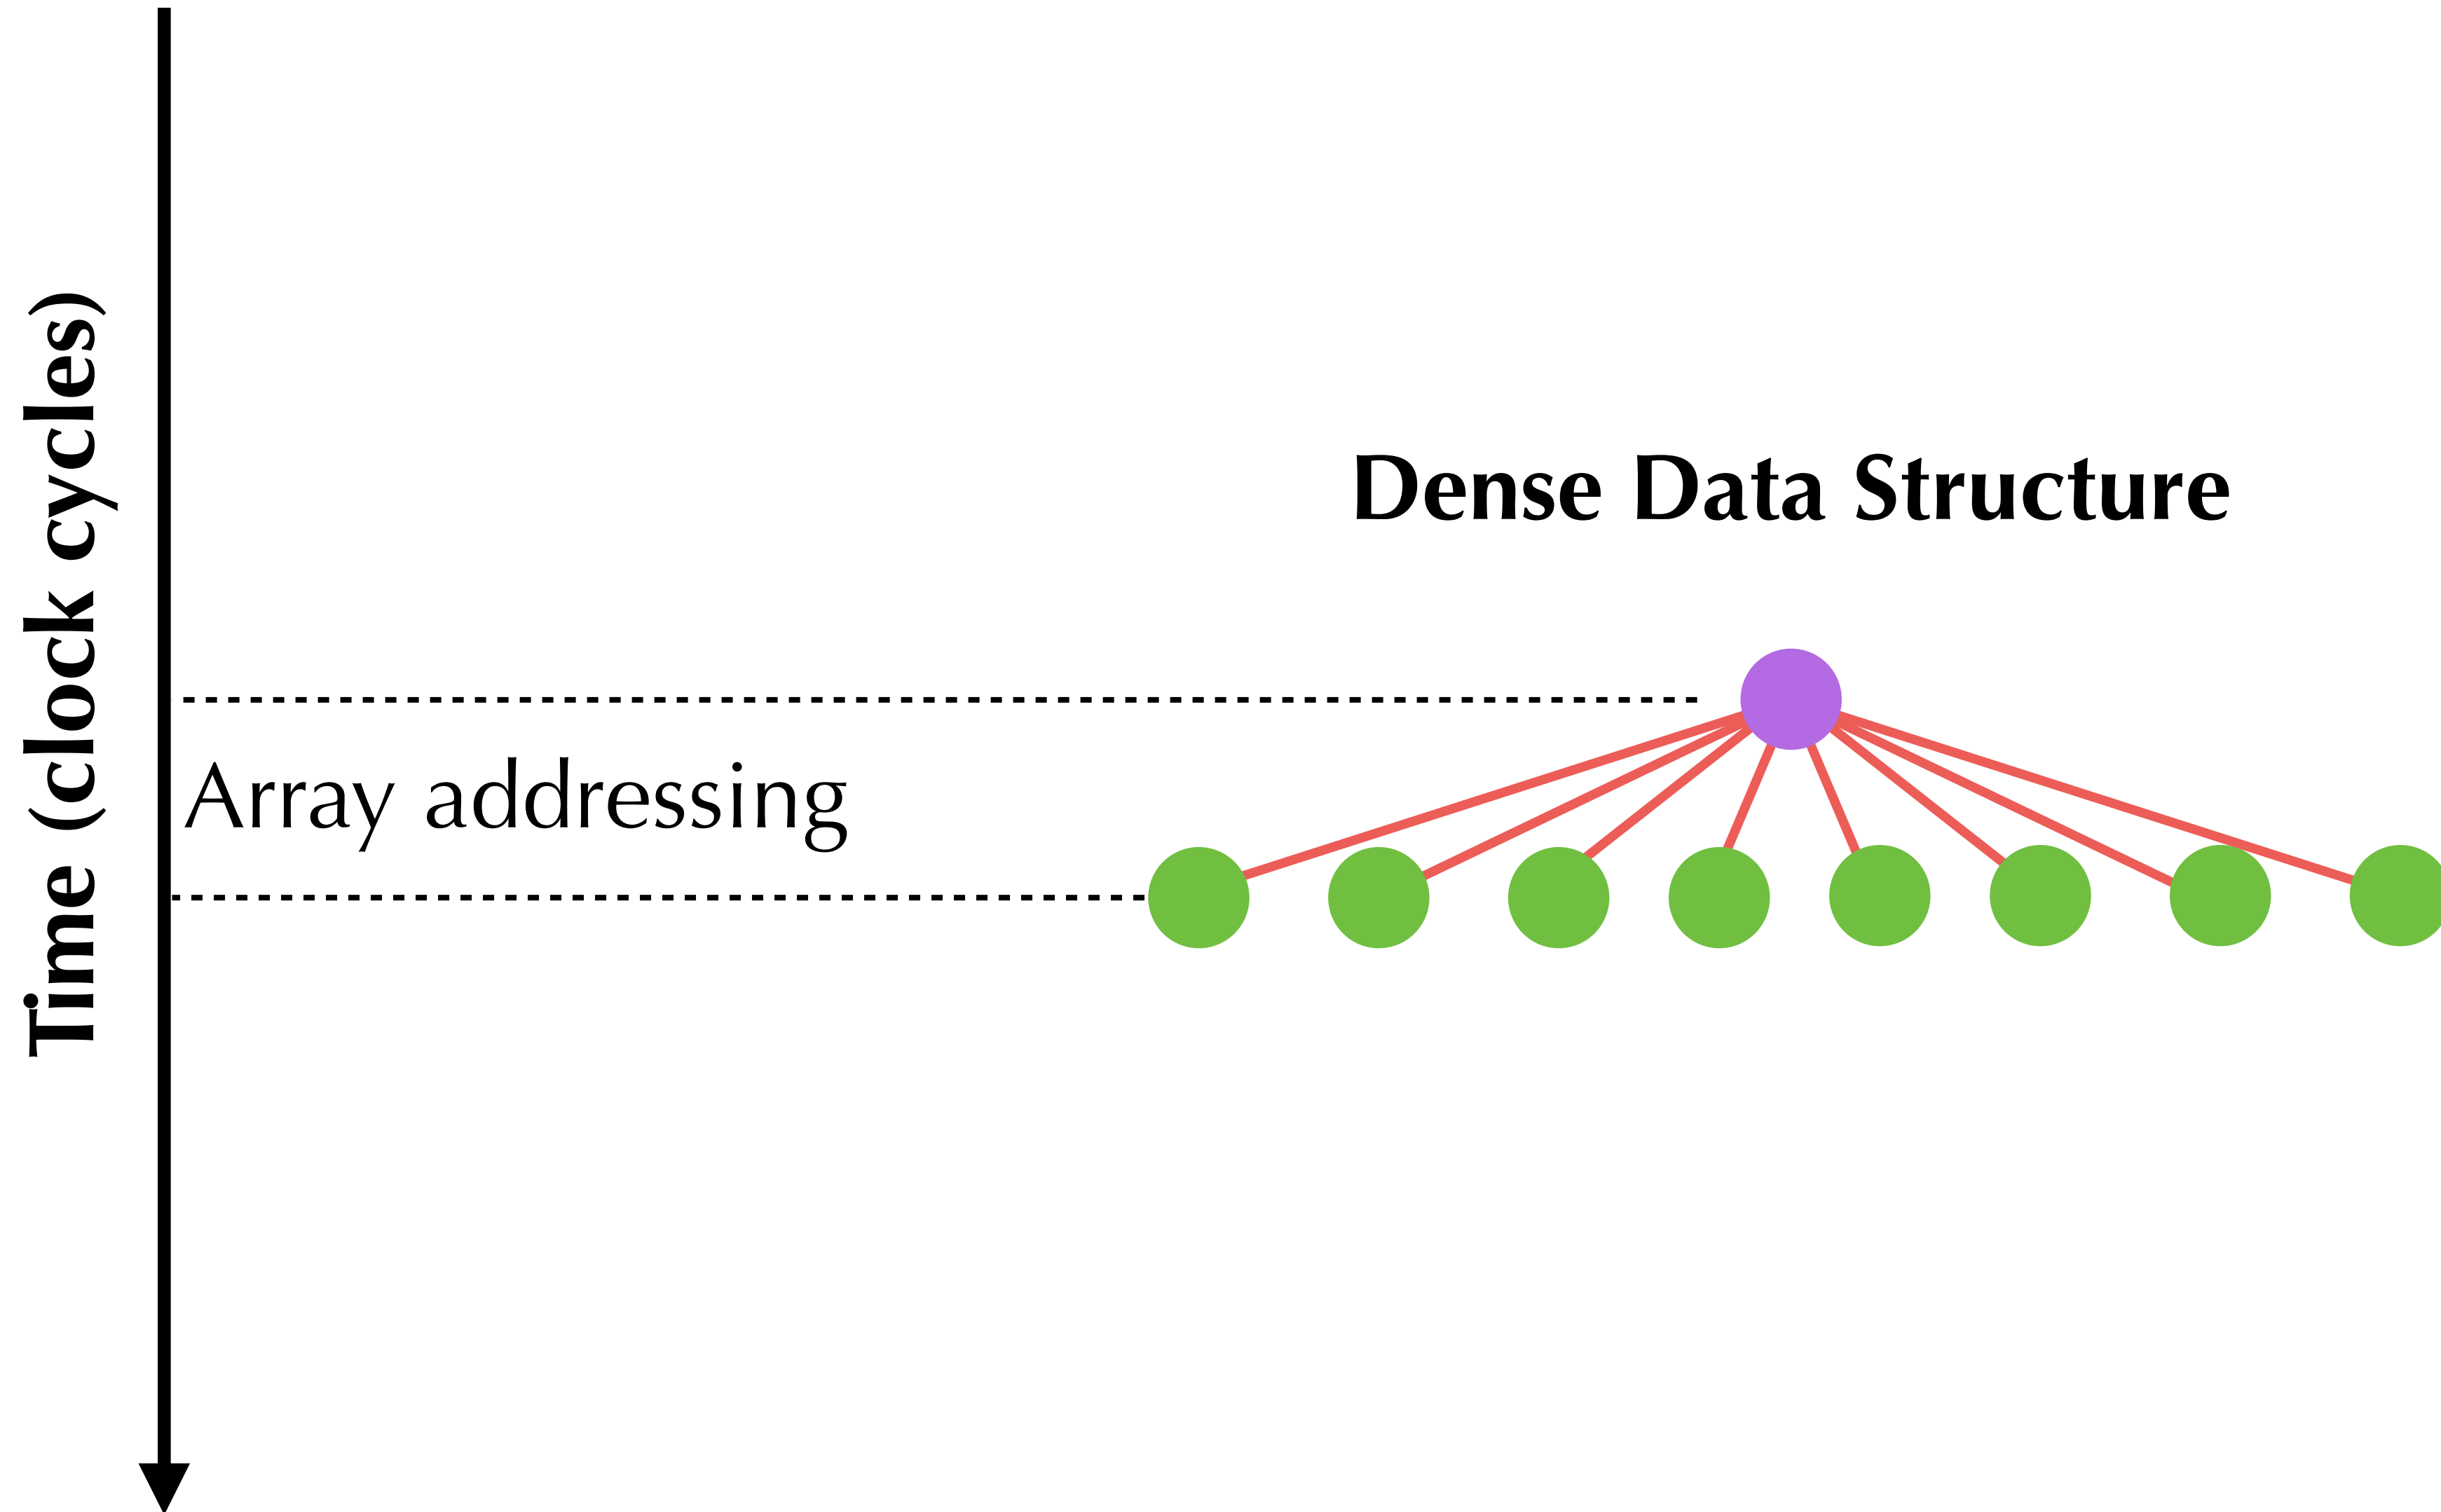 Time (clock cycles)
Dense Data Structure
Array addressing